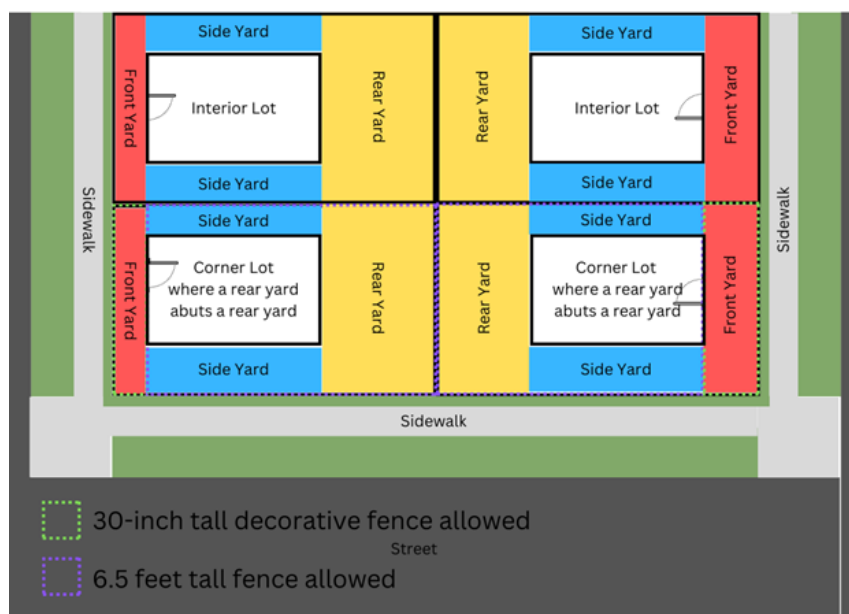 Side Yard
Side Yard
Front Yard
Interior Lot
Rear Yard
Rear Yard
Interior Lot
Front Yard
Side Yard
Side Yard
Sidewalk
Sidewalk
Side Yard
Side Yard
Front Yard
Corner Lot
where a rear yard
abuts a rear yard
Rear Yard
Rear Yard
Corner Lot
where a rear yard
abuts a rear yard
Front Yard
Side Yard
Side Yard
Sidewalk
30-inch tall decorative fence allowed
Street
6.5 feet tall fence allowed